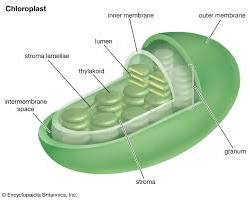 Chloroplast
inner membrane
outer membrane
lumen
stroma lamellae
thylakoid
intermembrane
space
granum
stroma
© Encyclopædia Britannica, Inc.